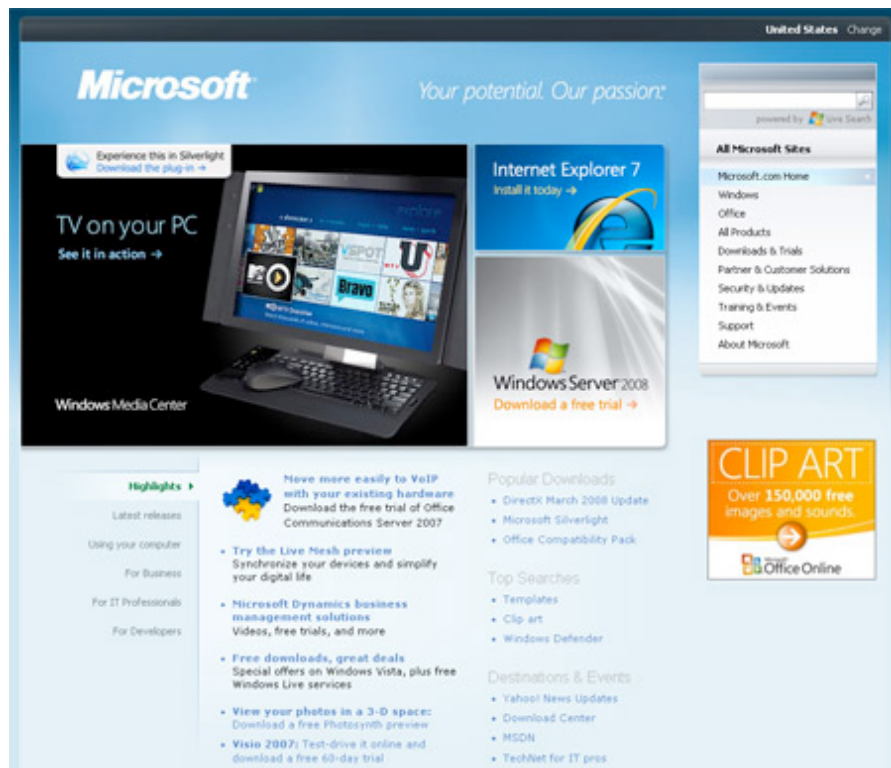 United States Change
Microsoft
Your potential. Our passion.™
powered by Live Search
All Microsoft Sites
Microsoft.com Home
Windows
Office
All Products
Downloads & Trials
Partner & Customer Solutions
Security & Updates
Training & Events
Support
About Microsoft
Experience this in Silverlight
Download the plug-in →
TV on your PC
See it in action →
explore
VSPOT
U
MTV
Bravo
Windows Media Center
Internet Explorer 7
Install it today →
Windows Server 2008
Download a free trial →
CLIP ART
Over 150,000 free
images and sounds.
Microsoft
Office Online
Highlights
Latest releases
Using your computer
For Business
For IT Professionals
For Developers
Move more easily to VoIP
with your existing hardware
Download the free trial of Office
Communications Server 2007
• Try the Live Mesh preview
Synchronize your devices and simplify
your digital life
• Microsoft Dynamics business
management solutions
Videos, free trials, and more
• Free downloads, great deals
Special offers on Windows Vista, plus free
Windows Live services
• View your photos in a 3-D space:
Download a free Photosynth preview
• Visio 2007: Test-drive it online and
download a free 60-day trial
Popular Downloads
• DirectX March 2008 Update
• Microsoft Silverlight
• Office Compatibility Pack
Top Searches
• Templates
• Clip art
• Windows Defender
Destinations & Events
• Yahoo! News Updates
• Download Center
• MSDN
• TechNet for IT pros